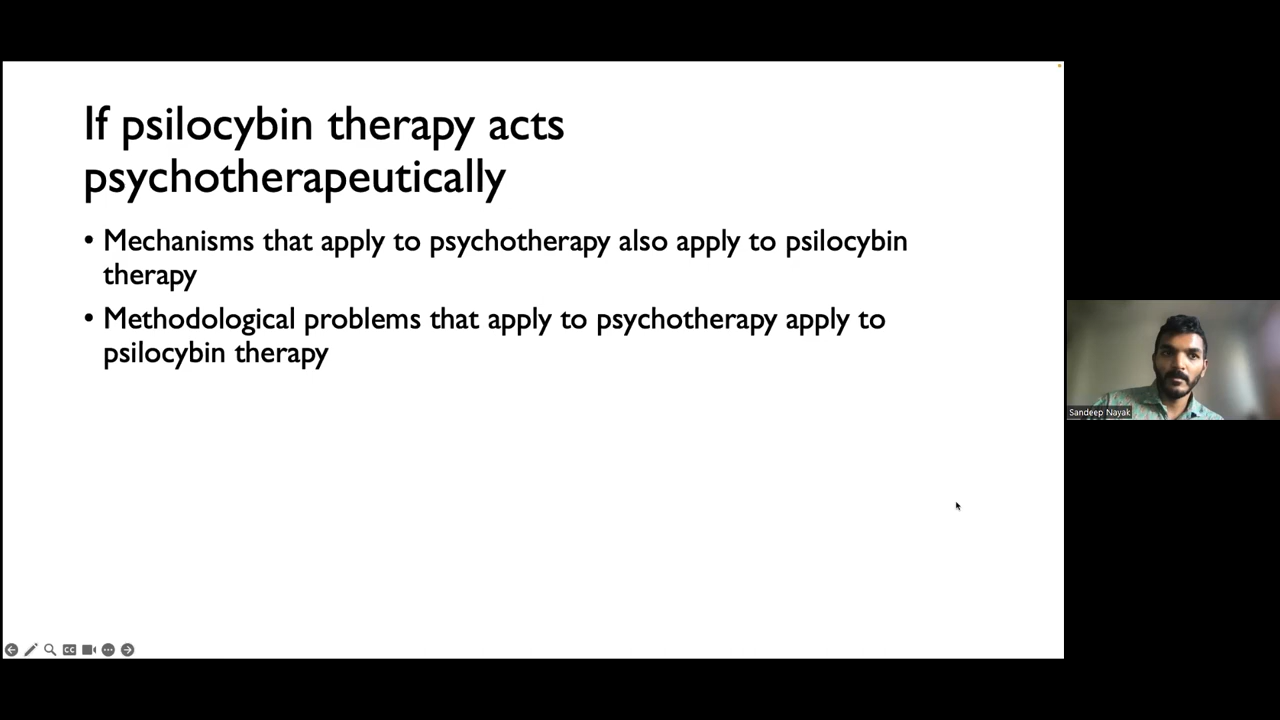 If psilocybin therapy acts
psychotherapeutically
• Mechanisms that apply to psychotherapy also apply to psilocybin
therapy
• Methodological problems that apply to psychotherapy apply to
psilocybin therapy
Sandeep Nayak
CC